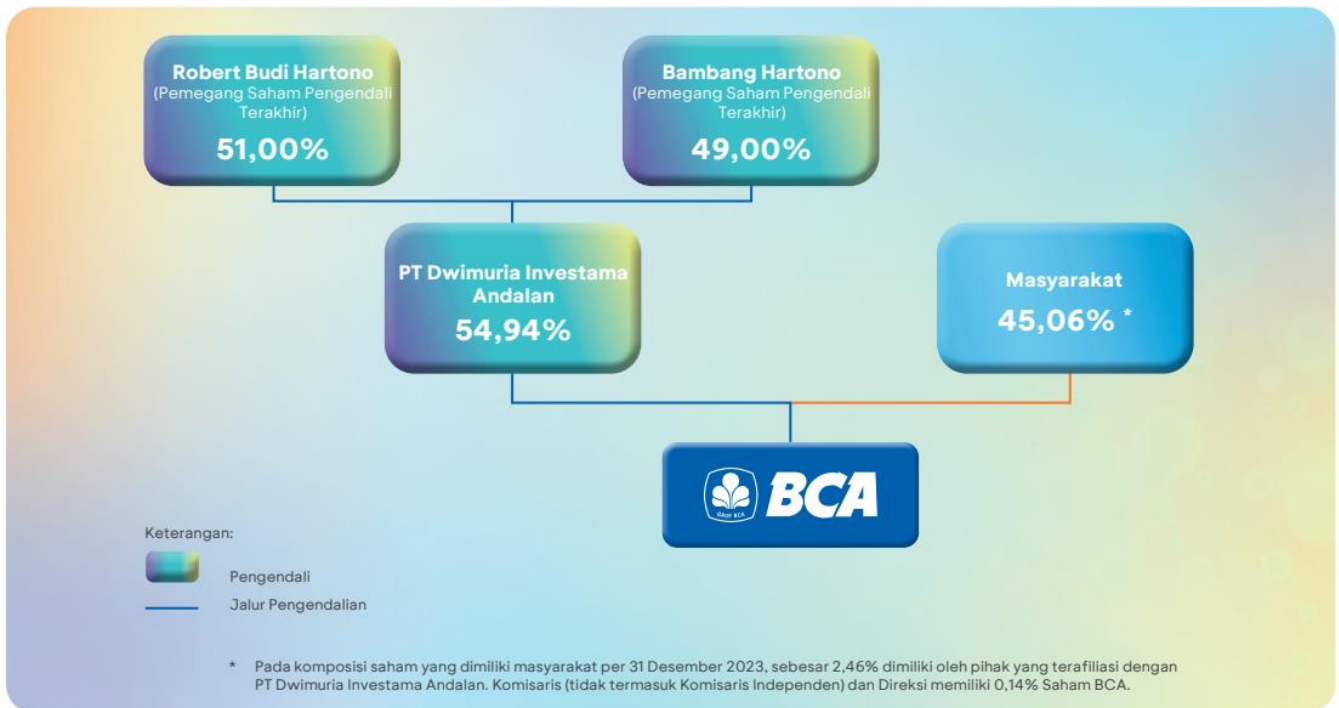 Robert Budi Hartono
(Pemegang Saham Pengendali
Terakhir)
51,00%
Bambang Hartono
(Pemegang Saham Pengendali
Terakhir)
49,00%
PT Dwimuria Investama
Andalan
54,94%
Masyarakat
45,06% *
GRUP BCA
BCA
Keterangan:
Pengendali
Jalur Pengendalian
* Pada komposisi saham yang dimiliki masyarakat per 31 Desember 2023, sebesar 2,46% dimiliki oleh pihak yang terafiliasi dengan
PT Dwimuria Investama Andalan. Komisaris (tidak termasuk Komisaris Independen) dan Direksi memiliki 0,14% Saham BCA.